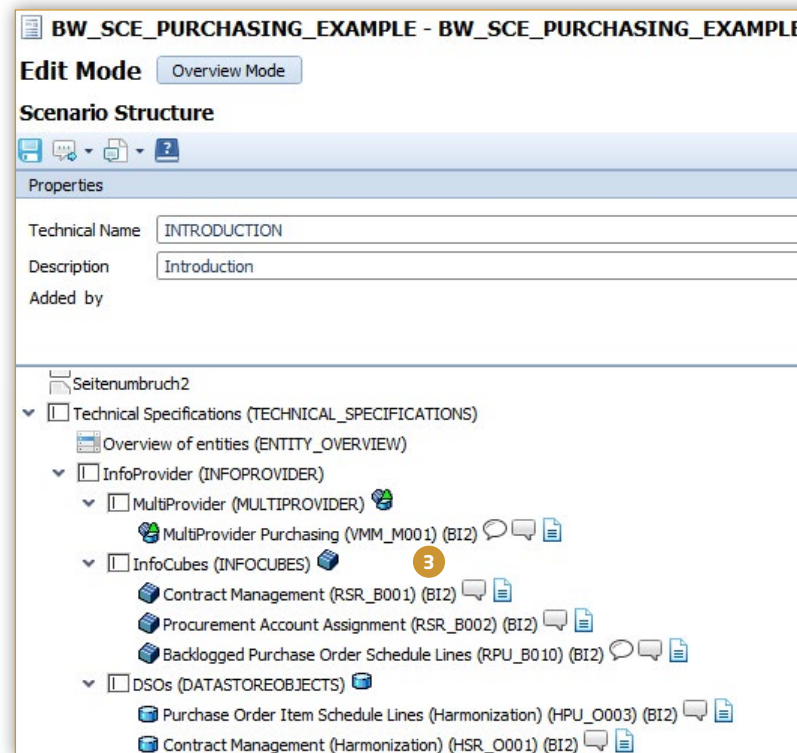 BW_SCE_PURCHASING_EXAMPLE - BW_SCE_PURCHASING_EXAMPLE
Edit Mode Overview Mode
Scenario Structure
Properties
Technical Name INTRODUCTION
Description Introduction
Added by
Seitenumbruch2
Technical Specifications (TECHNICAL_SPECIFICATIONS)
Overview of entities (ENTITY_OVERVIEW)
InfoProvider (INFOPROVIDER)
MultiProvider (MULTIPROVIDER)
MultiProvider Purchasing (VMM_M001) (BI2)
InfoCubes (INFOCUBES) 3
Contract Management (RSR_B001) (BI2)
Procurement Account Assignment (RSR_B002) (BI2)
Backlogged Purchase Order Schedule Lines (RPU_B010) (BI2)
DSOs (DATASTOREOBJECTS)
Purchase Order Item Schedule Lines (Harmonization) (HPU_O003) (BI2)
Contract Management (Harmonization) (HSR_O001) (BI2)